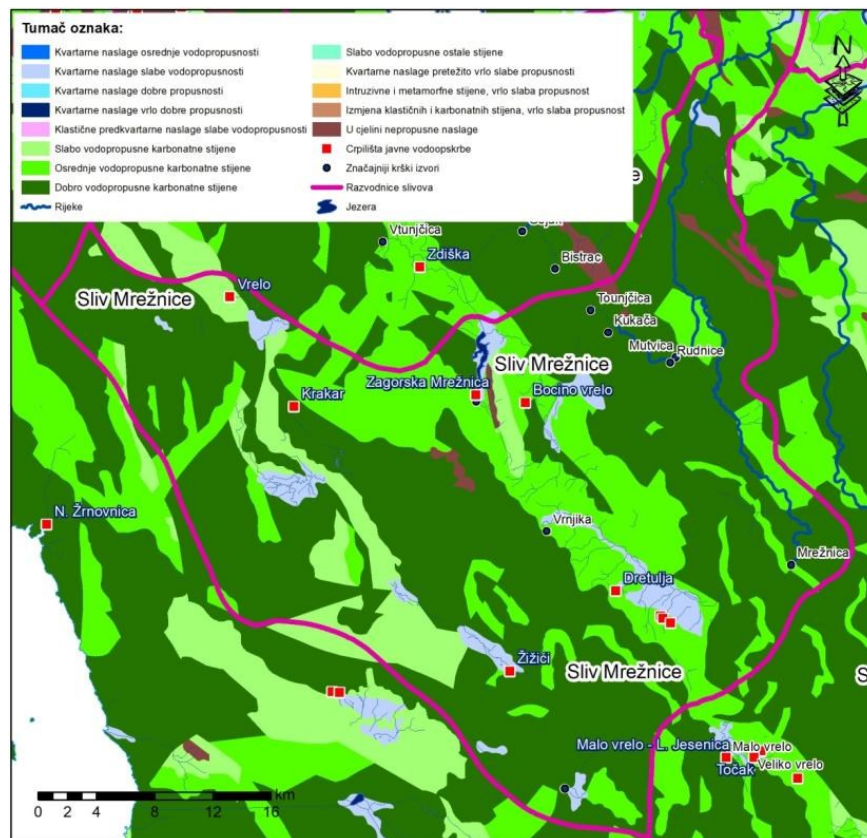 Tumač oznaka:
Kvartarne naslage osrednje vodopropusnosti
Kvartarne naslage slabe vodopropusnosti
Kvartarne naslage dobre propusnosti
Kvartarne naslage vrlo dobre propusnosti
Klastične predkvartarne naslage slabe vodopropusnosti
Slabo vodopropusne karbonatne stijene
Osrednje vodopropusne karbonatne stijene
Dobro vodopropusne karbonatne stijene
Rijeke
Slabo vodopropusne ostale stijene
Kvartarne naslage pretežito vrlo slabe propusnosti
Intruzivne i metamorfne stijene, vrlo slaba propusnost
Izmjena klastičnih i karbonatnih stijena, vrlo slaba propusnost
U cjelini nepropusne naslage
Crpilišta javne vodoopskrbe
Značajniji krški izvori
Razvodnice slivova
Jezera
N
Vtunjčica
Zdiška
Bistrac
Vrelo
Sliv Mrežnice
Tounjčica
Kukača
Mutvica
Rudnice
Sliv Mrežnice
Zagorska Mrežnica
Bocino vrelo
Krakar
N. Žrnovnica
Vrnjika
Mrežnica
Dretulja
Žižići
Sliv Mrežnice
S
Malo vrelo - L. Jesenica
Malo vrelo
Točak
Veliko vrelo
km
0 2 4 8 12 16